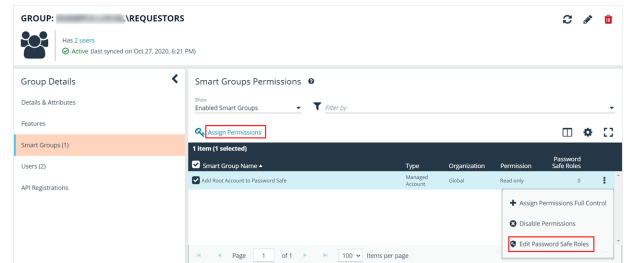 GROUP: \REQUESTORS
Has 2 users
Active (last synced on Oct 27, 2020, 6:21 PM)
Group Details
Details & Attributes
Features
Smart Groups (1)
Users (2)
API Registrations
Smart Groups Permissions
Show
Enabled Smart Groups
Filter by
Assign Permissions
1 item (1 selected)
Smart Group Name Type Organization Permission Password Safe Roles
Add Root Account to Password Safe Managed Account Global Read only 0
Assign Permissions Full Control
Disable Permissions
Edit Password Safe Roles
Page 1 of 1 100 items per page